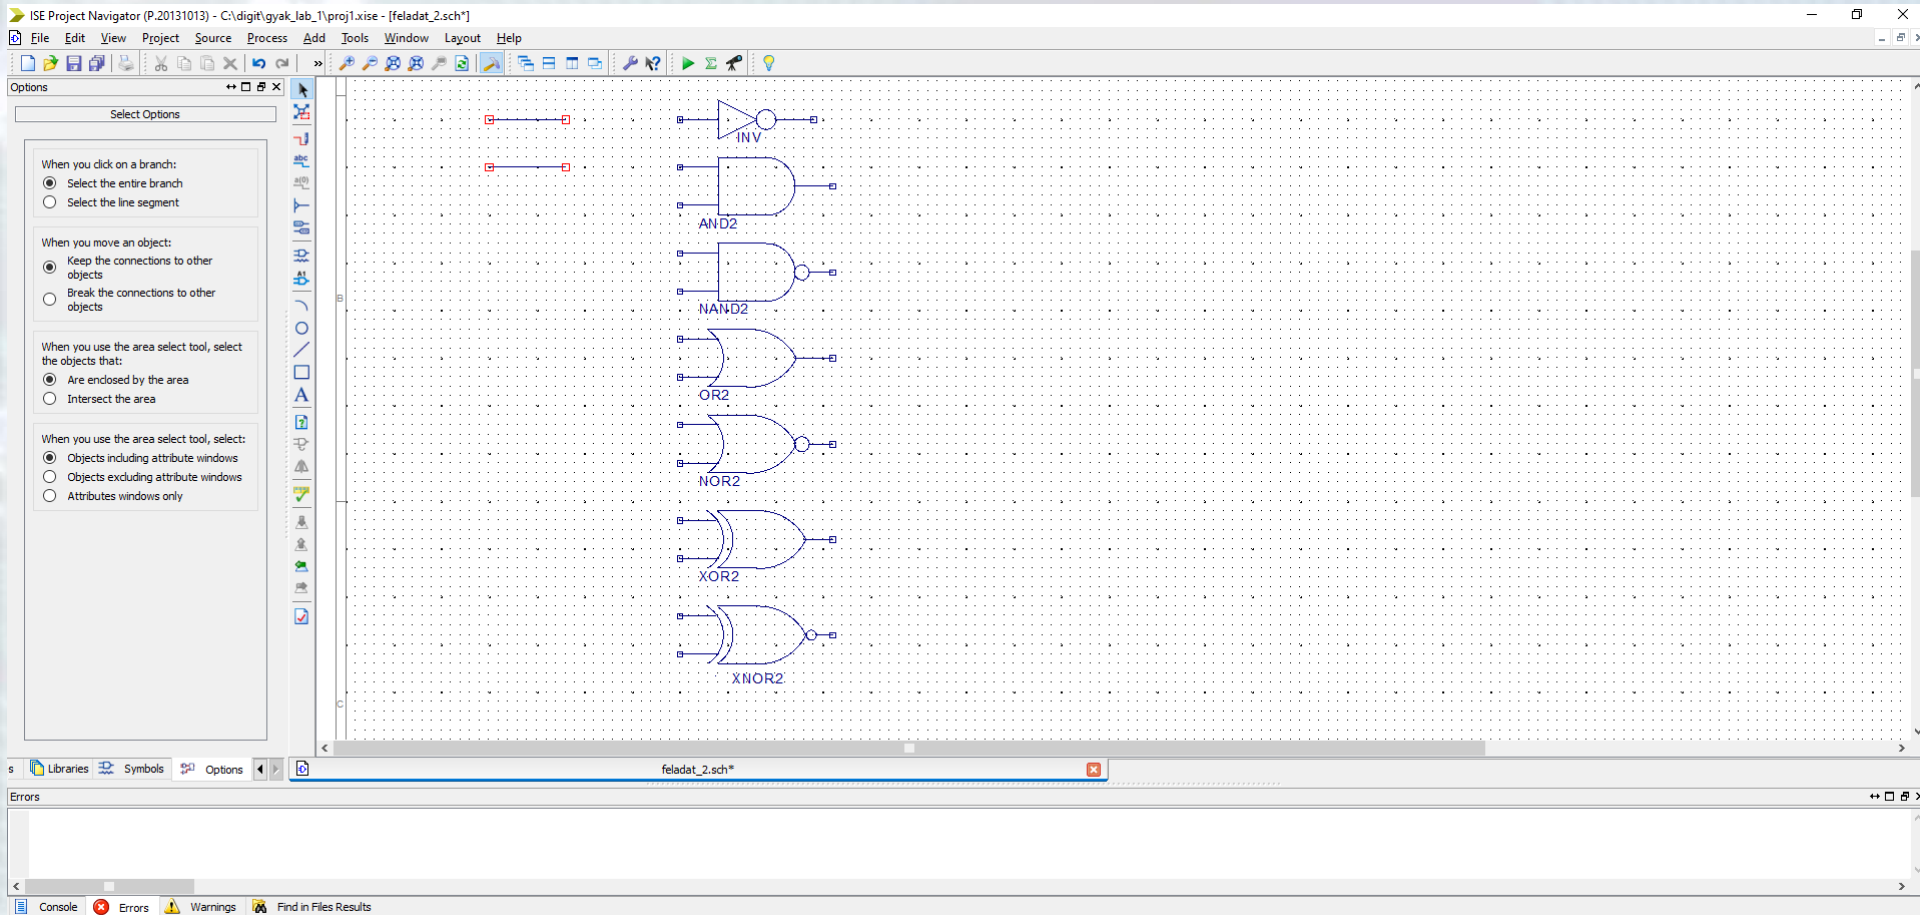 ISE Project Navigator (P.20131013) - C:\digit\gyak_lab_1\proj1.xise - [feladat_2.sch*]
File Edit View Project Source Process Add Tools Window Layout Help
»
Options
Select Options
When you click on a branch:
Select the entire branch
Select the line segment
When you move an object:
Keep the connections to other
objects
Break the connections to other
objects
When you use the area select tool, select
the objects that:
Are enclosed by the area
Intersect the area
When you use the area select tool, select:
Objects including attribute windows
Objects excluding attribute windows
Attributes windows only
abc
a(0)
A1
A
B
C
INV
AND2
NAND2
OR2
NOR2
XOR2
XNOR2
s Libraries Symbols Options
feladat_2.sch*
Errors
Console Errors Warnings Find in Files Results